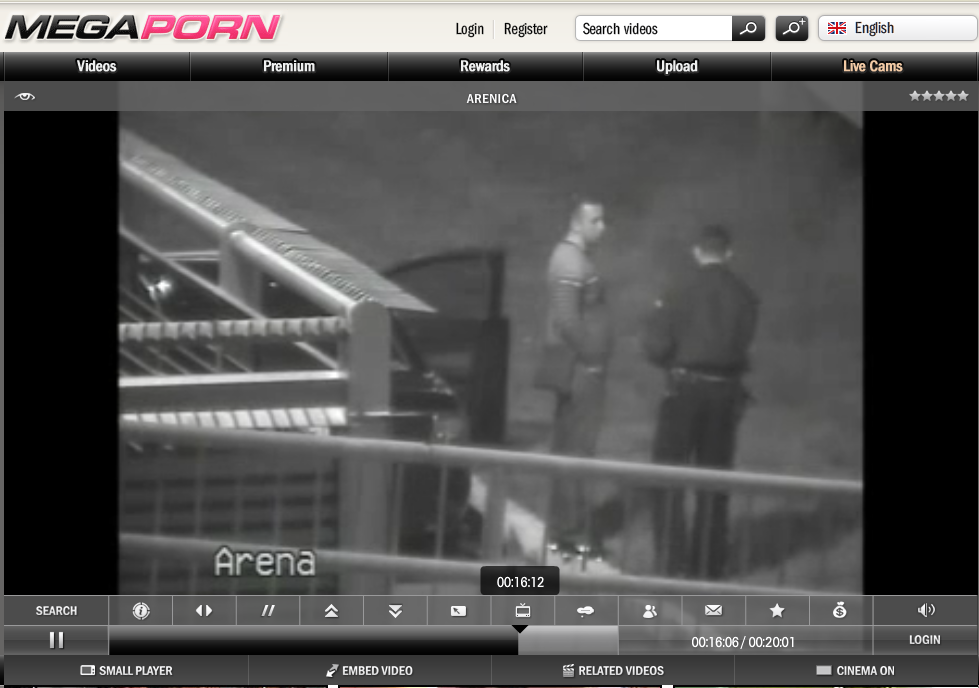 MEGAPORN
Login Register Search videos English
Videos Premium Rewards Upload Live Cams
ARENICA
Arena
00:16:12
SEARCH
00:16:06 / 00:20:01 LOGIN
SMALL PLAYER EMBED VIDEO RELATED VIDEOS CINEMA ON